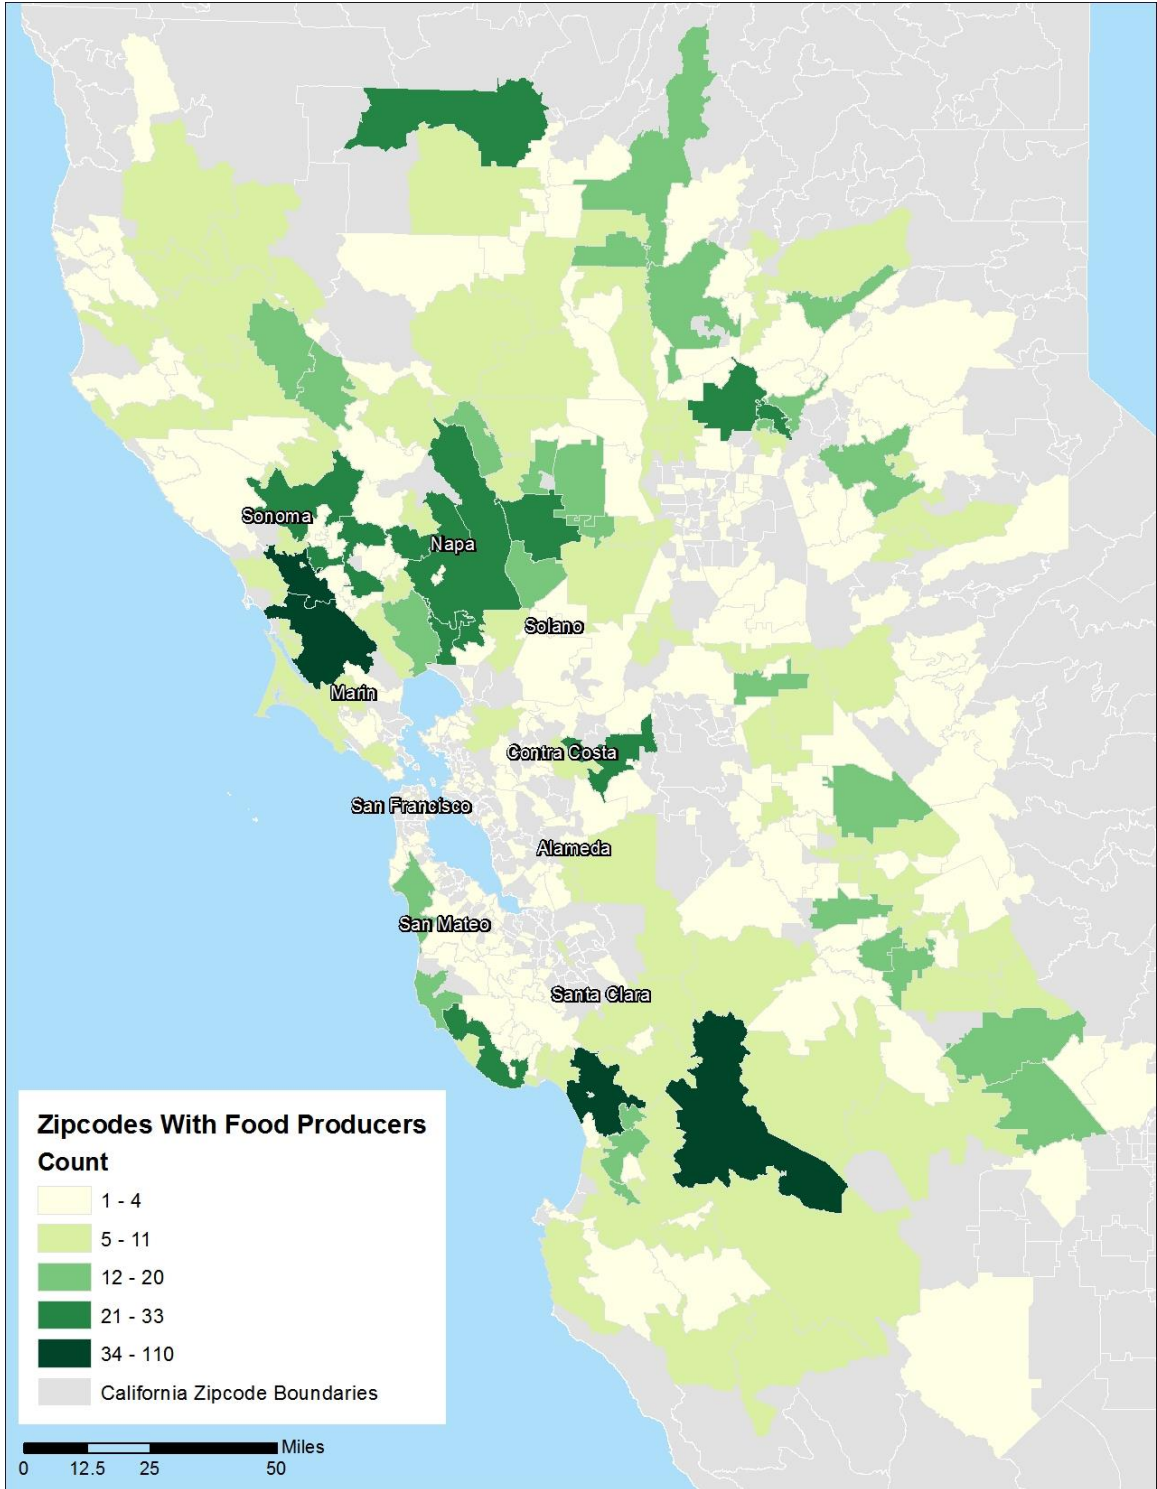 Sonoma
Napa
Solano
Marin
Contra Costa
San Francisco
Alameda
San Mateo
Santa Clara
Zipcodes With Food Producers
Count
1 - 4
5 - 11
12 - 20
21 - 33
34 - 110
California Zipcode Boundaries
Miles
0 12.5 25 50